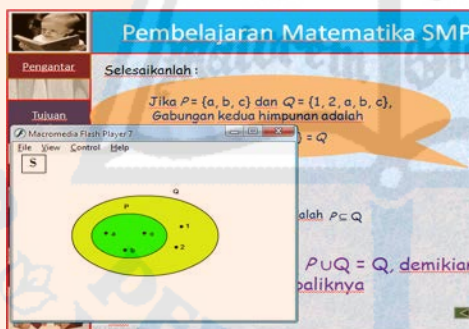 Pembelajaran Matematika SMP
Pengantar
Selesaikanlah :
Tujuan
Jika P = {a, b, c} dan Q = {1, 2, a, b, c},
Gabungan kedua himpunan adalah
} = Q
Macromedia Flash Player 7
File View Control Help
S
Q
P
a
c
b
1
2
alah P⊆Q
P∪Q = Q, demikian
baliknya